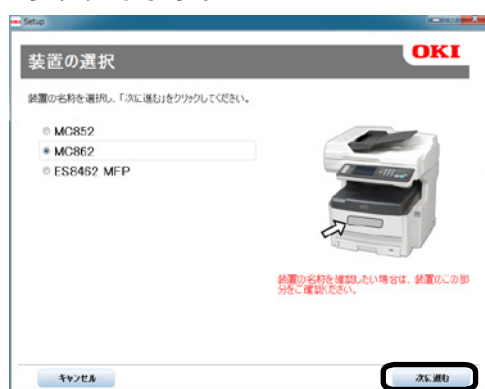 Setup
OKI
装置の選択
装置の名称を選択し、「次に進む」をクリックしてください。
MC852
MC862
ES8462 MFP
装置の名称を確認したい場合は、装置のこの部
分をご確認ください。
キャンセル
次に進む